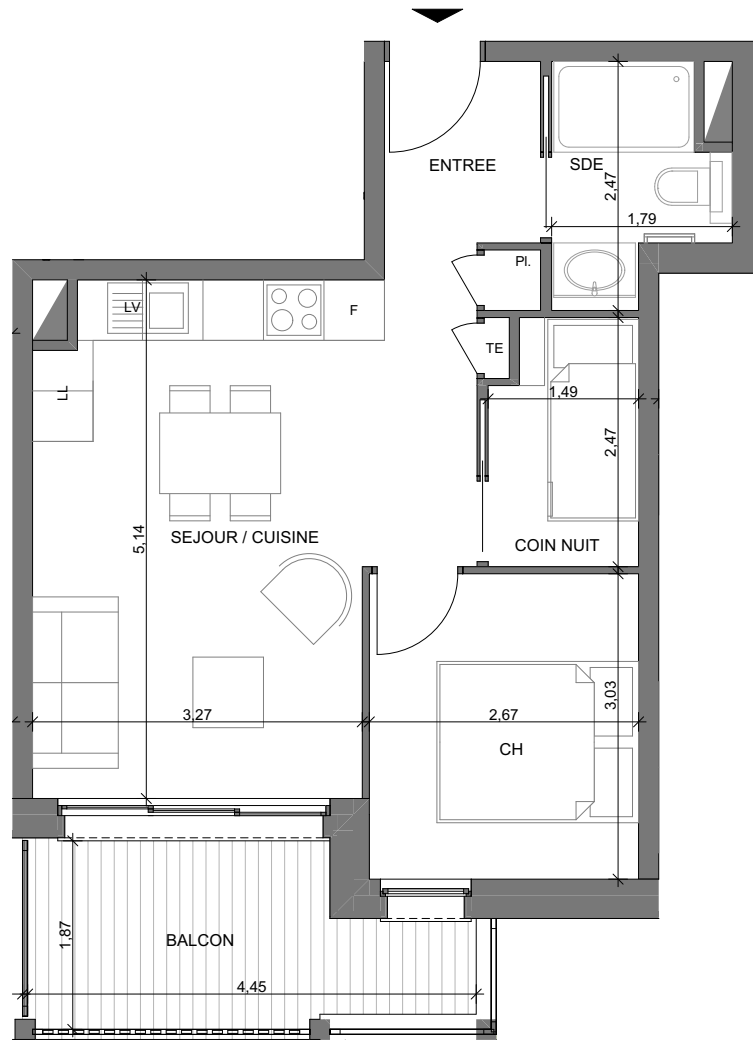 ENTREE
SDE
2,47
1,79
Pl.
LV
F
TE
LL
1,49
2,47
5,14
SEJOUR / CUISINE
COIN NUIT
3,27
2,67
3,03
CH
1,87
BALCON
4,45